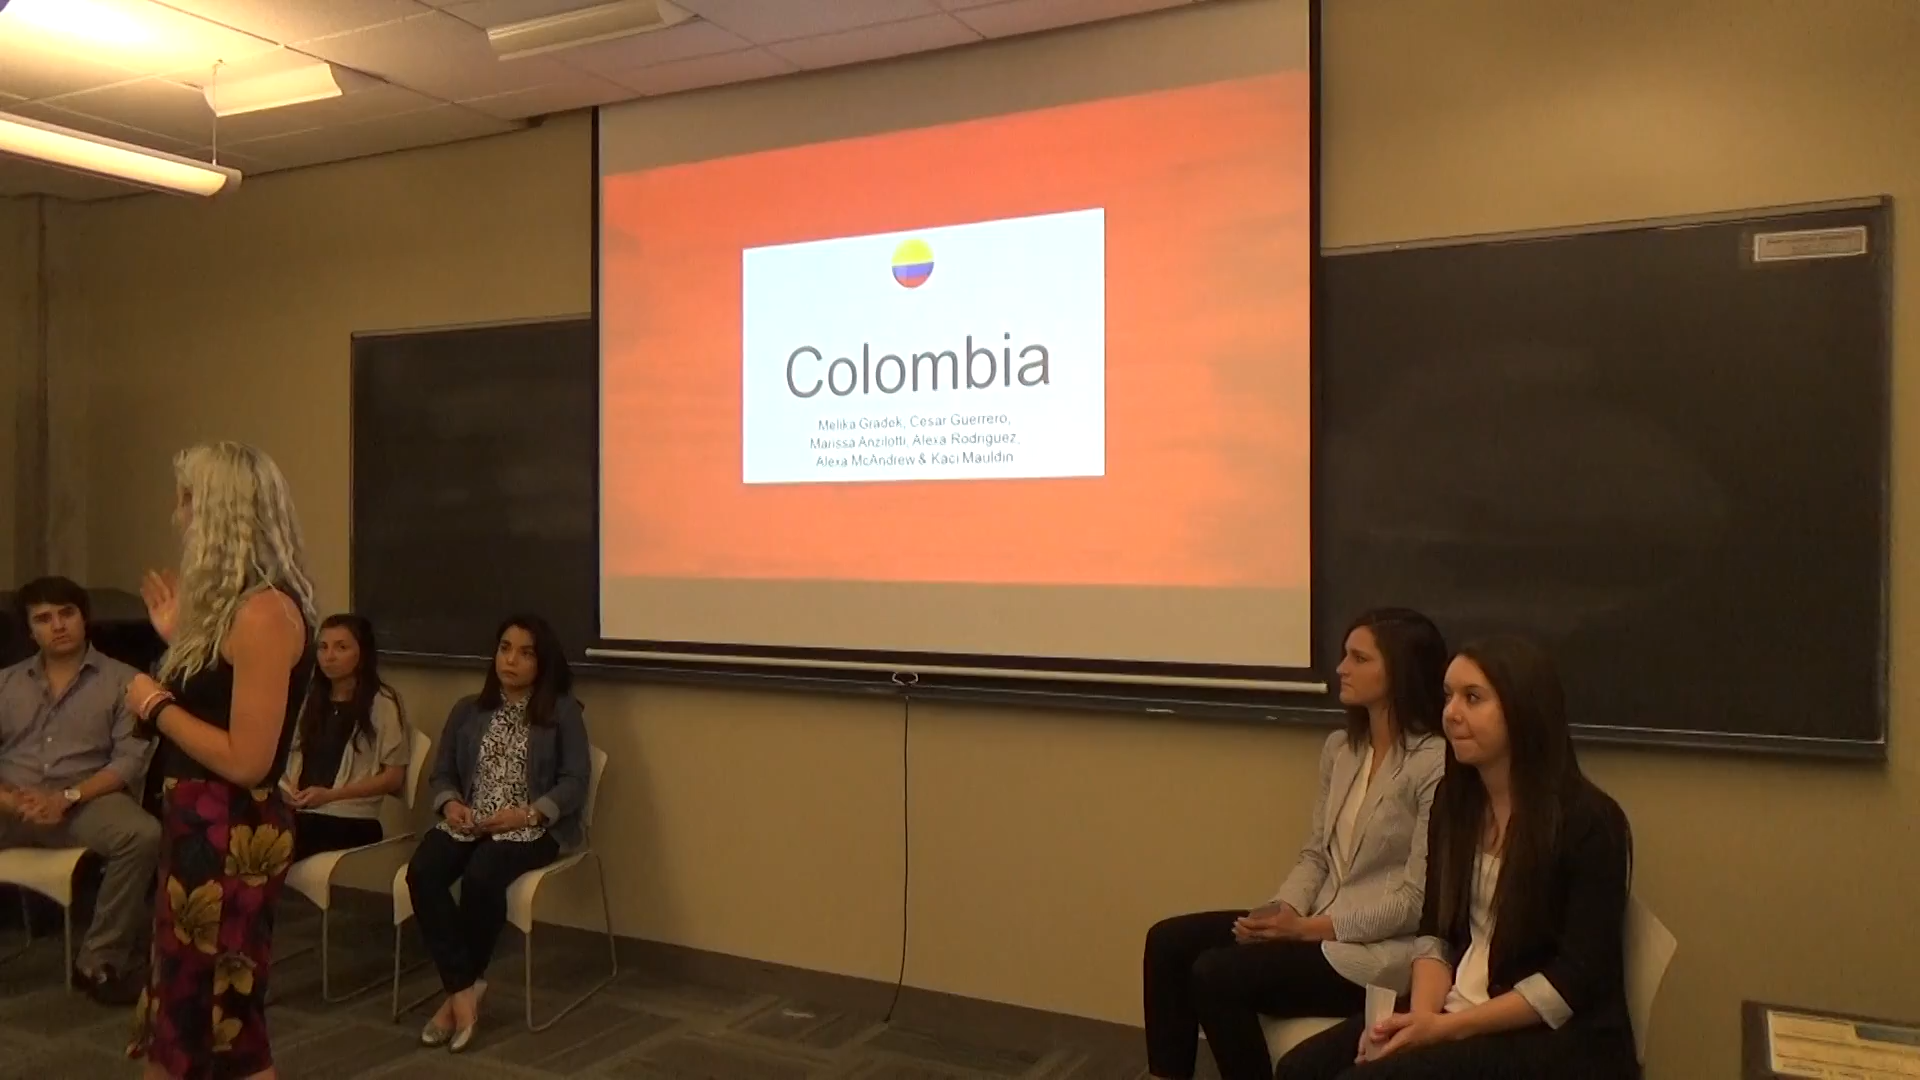 Colombia
Melika Gradek, Cesar Guerrero,
Marissa Anzilotti, Alexa Rodriguez,
Alexa McAndrew & Kaci Mauldin